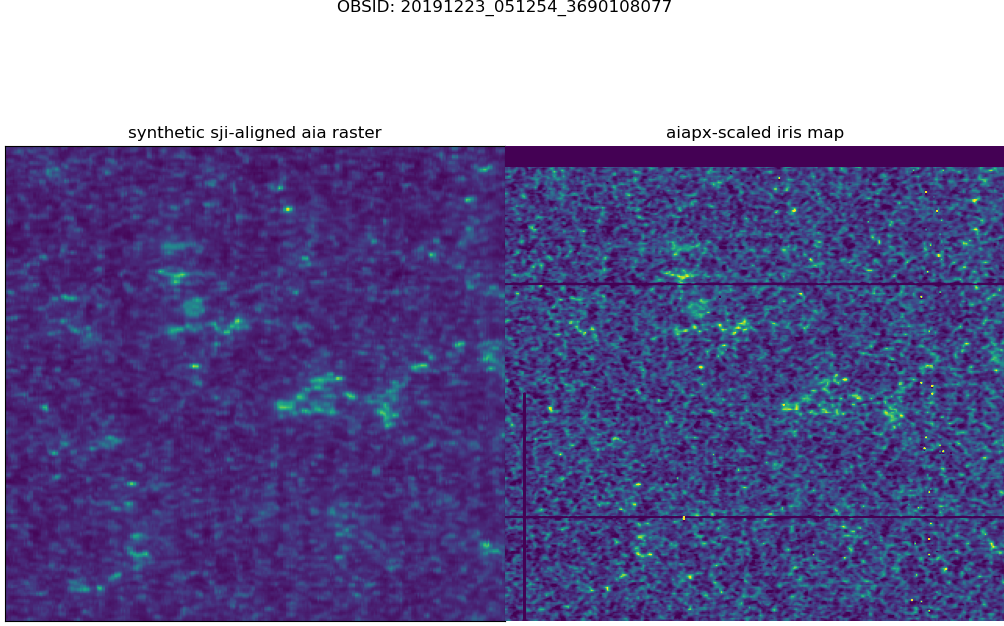 OBSID: 20191223_051254_3690108077
synthetic sji-aligned aia raster
aiapx-scaled iris map